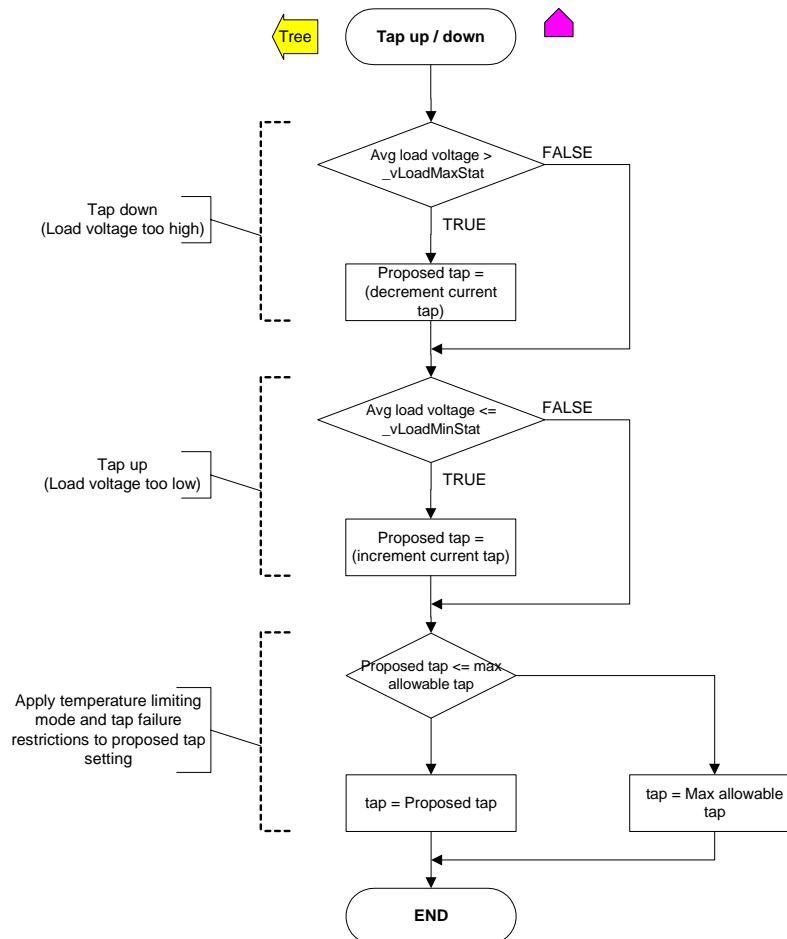 Tree
Tap up / down
Avg load voltage >
_vLoadMaxStat
FALSE
TRUE
Tap down
(Load voltage too high)
Proposed tap =
(decrement current
tap)
Avg load voltage <=
_vLoadMinStat
FALSE
TRUE
Tap up
(Load voltage too low)
Proposed tap =
(increment current tap)
Proposed tap <= max
allowable tap
Apply temperature limiting
mode and tap failure
restrictions to proposed tap
setting
tap = Proposed tap
tap = Max allowable
tap
END